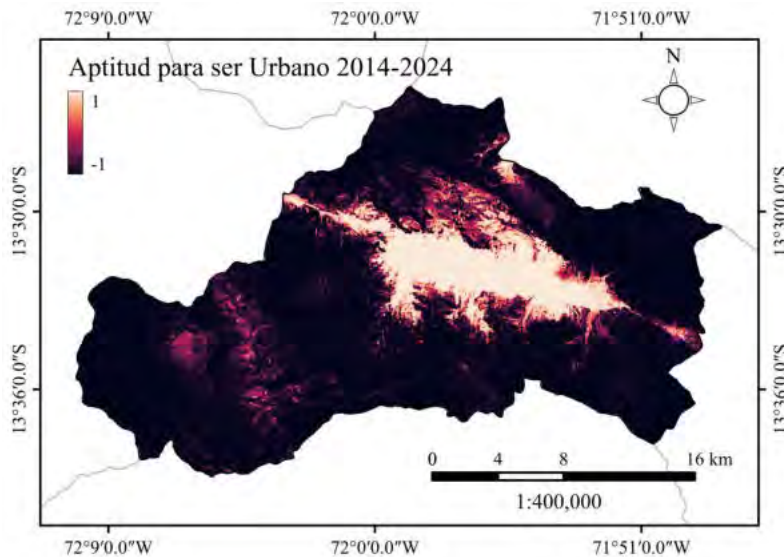 72°9'0.0"W 72°0'0.0"W 71°51'0.0"W
Aptitud para ser Urbano 2014-2024
N
1
-1
13°30'0.0"S 13°30'0.0"S
13°36'0.0"S 13°36'0.0"S
0 4 8 16 km
1:400,000
72°9'0.0"W 72°0'0.0"W 71°51'0.0"W